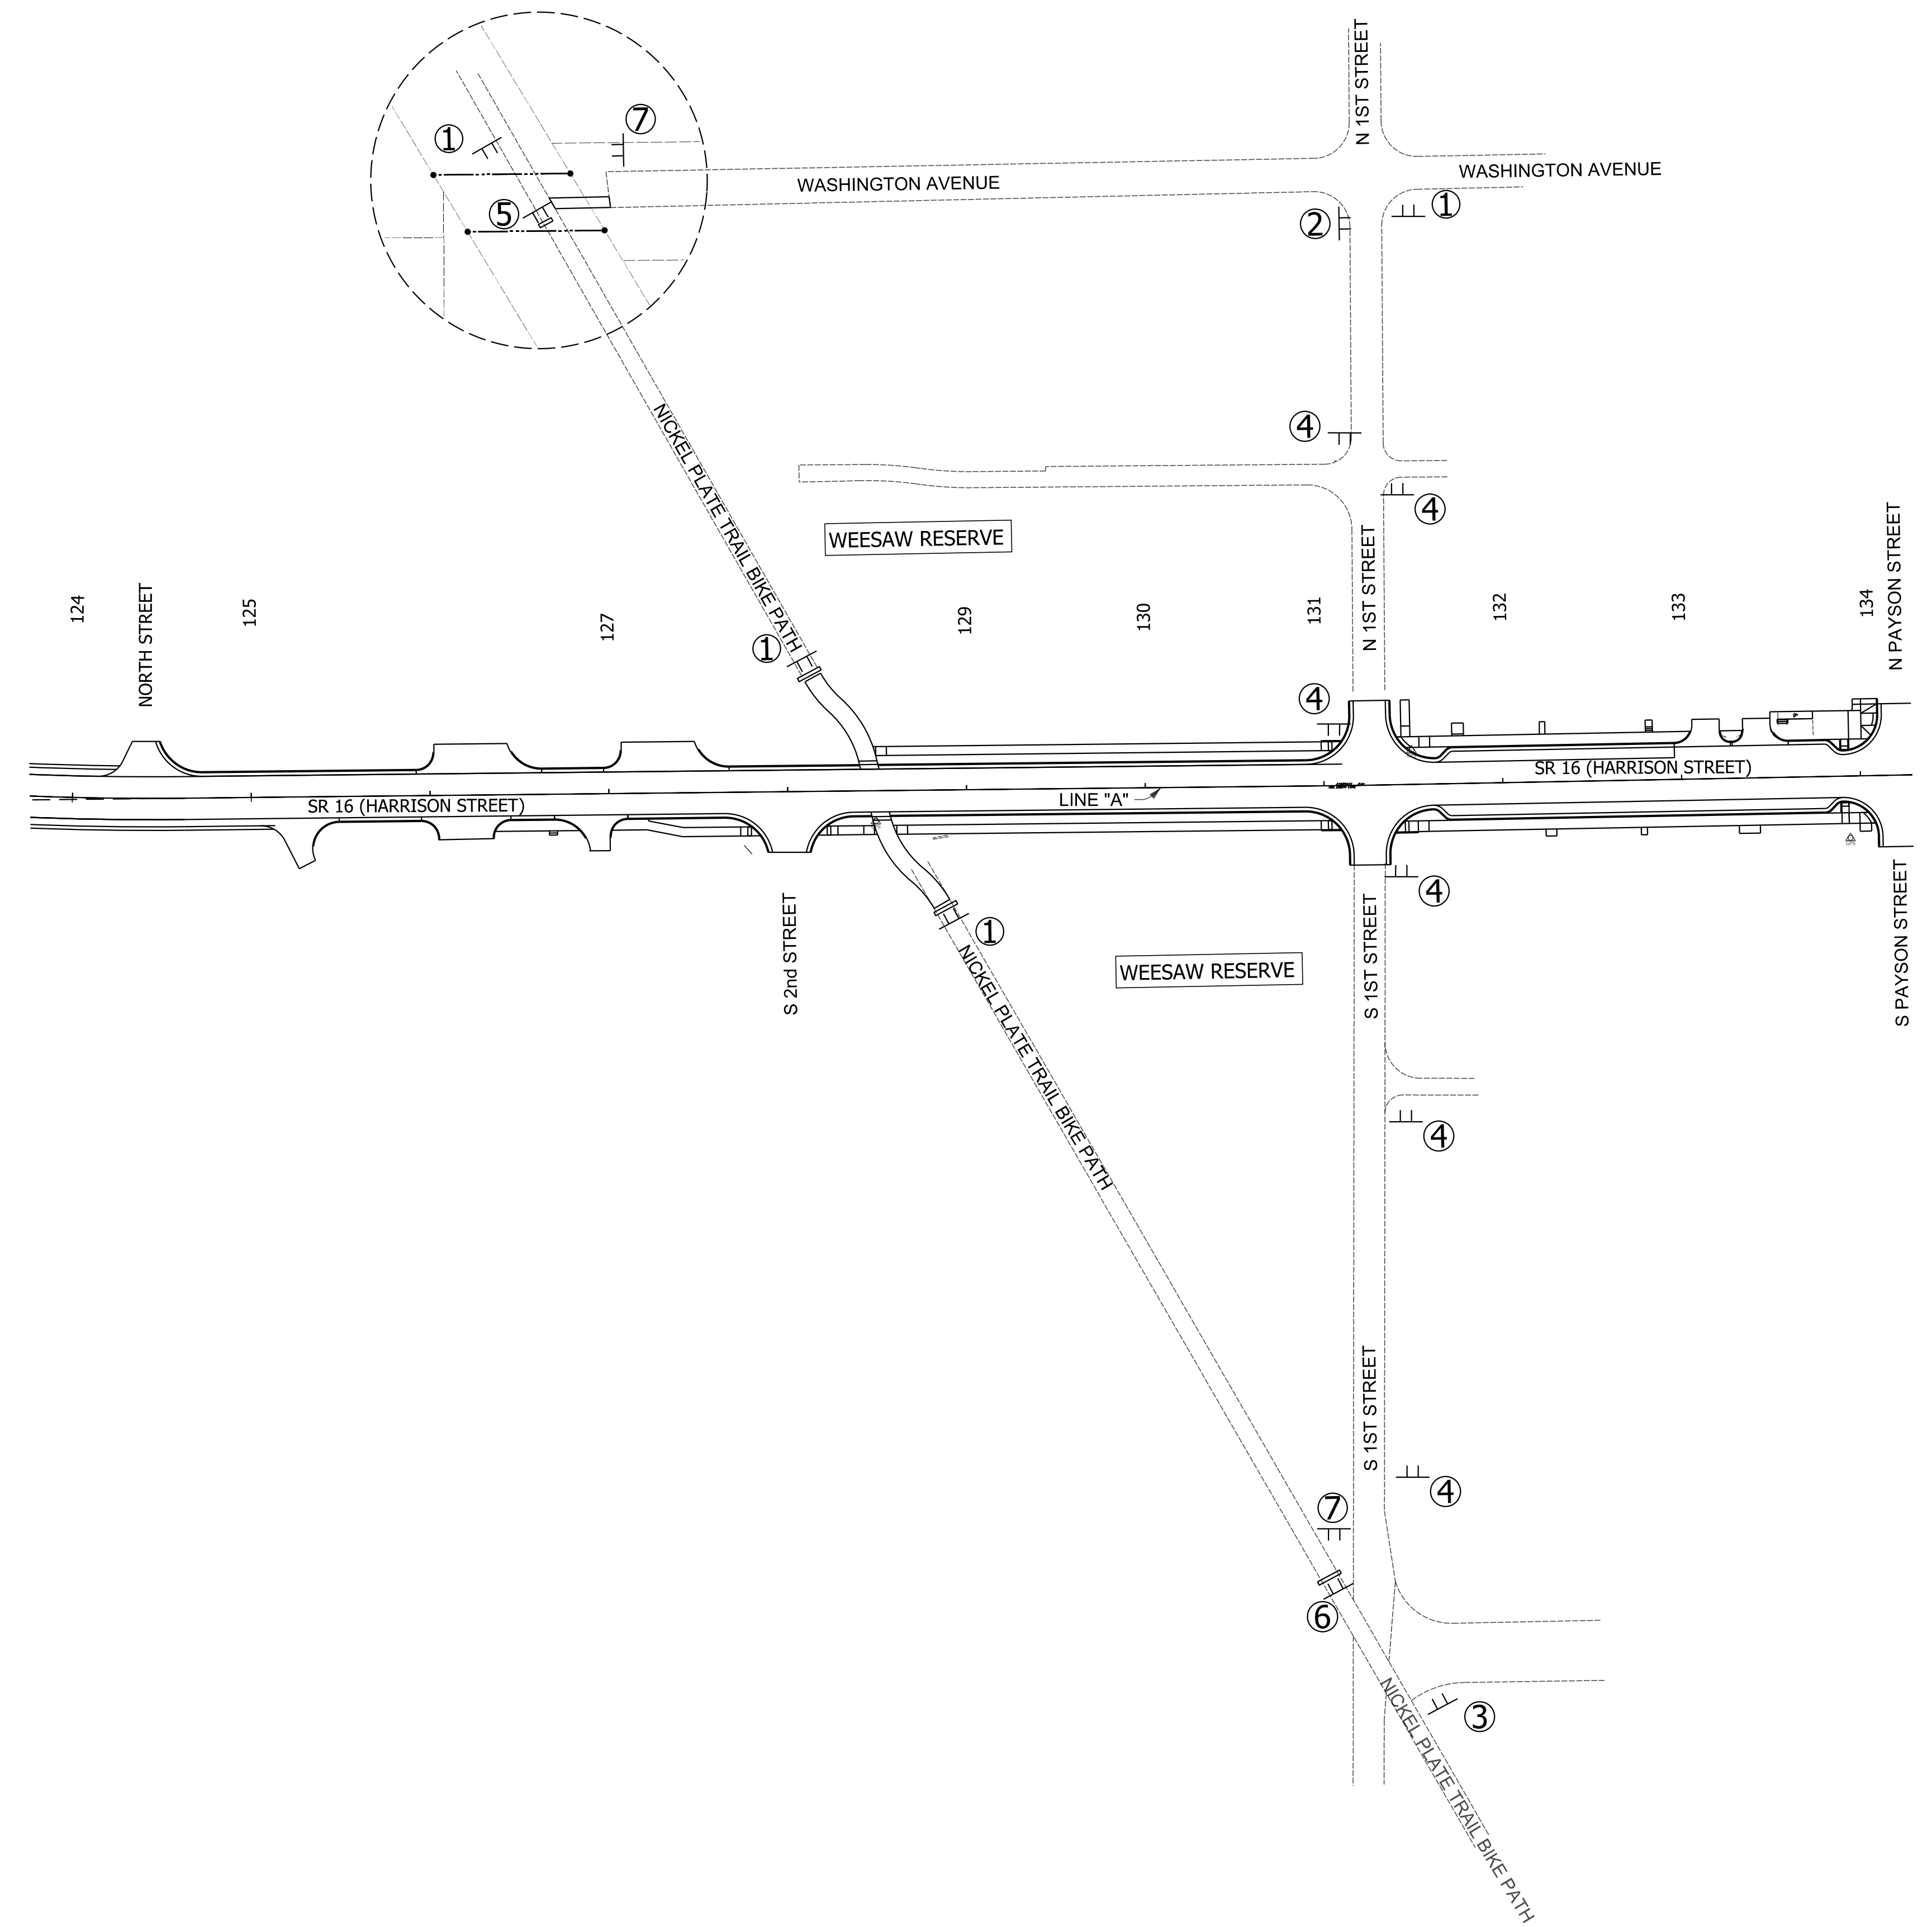 N 1ST STREET
1
7
WASHINGTON AVENUE
WASHINGTON AVENUE
5
2
1
NICKEL PLATE TRAIL BIKE PATH
4
4
WEESAW RESERVE
N 1ST STREET
N PAYSON STREET
124
NORTH STREET
125
127
129
130
131
132
133
134
1
4
SR 16 (HARRISON STREET)
SR 16 (HARRISON STREET)
LINE "A"
4
S 2nd STREET
1
S 1ST STREET
S PAYSON STREET
WEESAW RESERVE
NICKEL PLATE TRAIL BIKE PATH
4
S 1ST STREET
4
7
6
3
NICKEL PLATE TRAIL BIKE PATH